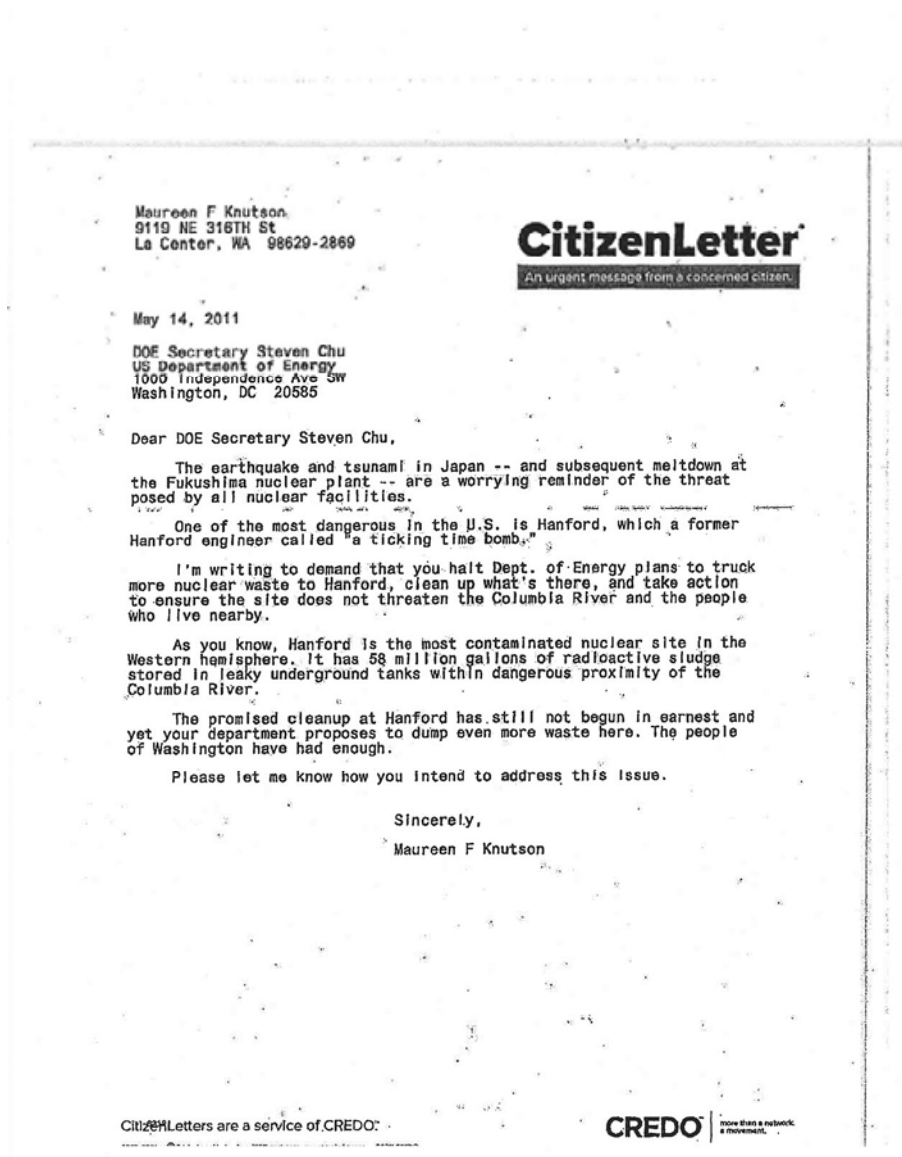 Maureen F Knutson
9119 NE 316TH St
La Center, WA 98629-2869
CitizenLetter
An urgent message from a concerned citizen.
May 14, 2011
DOE Secretary Steven Chu
US Department of Energy
1000 Independence Ave SW
Washington, DC 20585
Dear DOE Secretary Steven Chu,
The earthquake and tsunami in Japan -- and subsequent meltdown at
the Fukushima nuclear plant -- are a worrying reminder of the threat
posed by all nuclear facilities.
One of the most dangerous in the U.S. is Hanford, which a former
Hanford engineer called "a ticking time bomb."
I'm writing to demand that you halt Dept. of Energy plans to truck
more nuclear waste to Hanford, clean up what's there, and take action
to ensure the site does not threaten the Columbia River and the people
who live nearby.
As you know, Hanford is the most contaminated nuclear site in the
Western hemisphere. It has 58 million gallons of radioactive sludge
stored in leaky underground tanks within dangerous proximity of the
Columbia River.
The promised cleanup at Hanford has still not begun in earnest and
yet your department proposes to dump even more waste here. The people
of Washington have had enough.
Please let me know how you intend to address this issue.
Sincerely,
Maureen F Knutson
CitizenLetters are a service of CREDO.
CREDO
more than a network.
a movement.